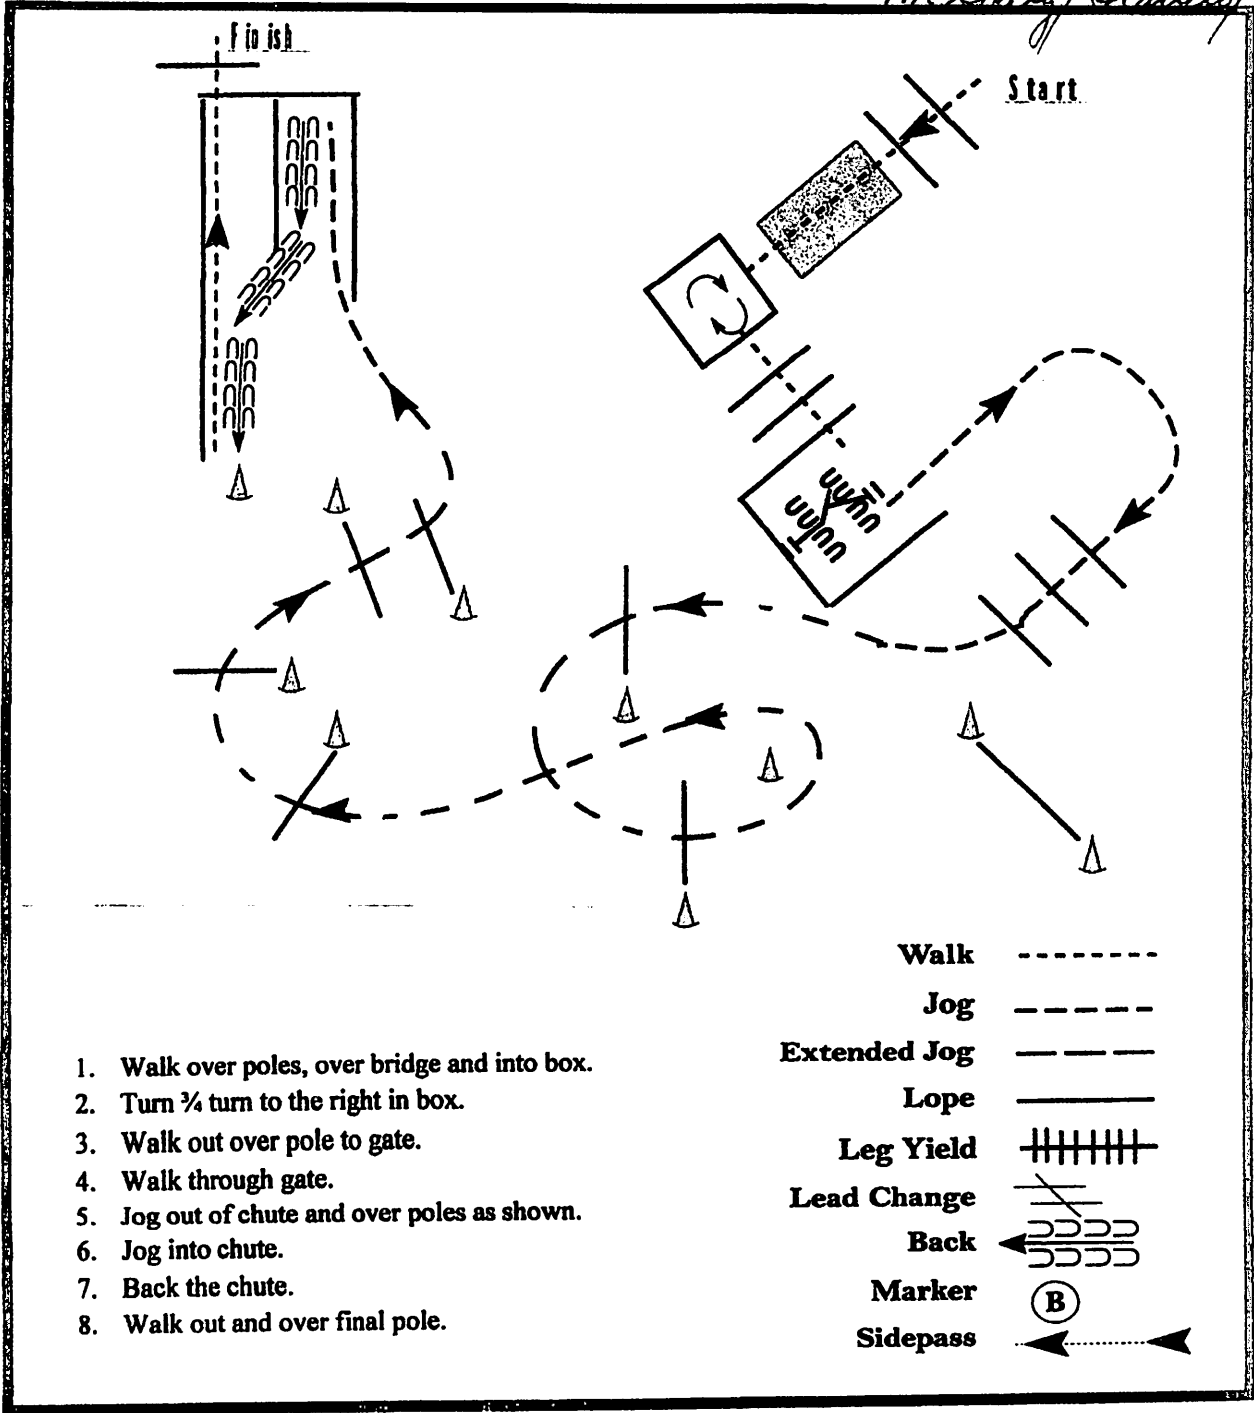 Finish
Start
Walk
Jog
Extended Jog
Lope
Leg Yield
Lead Change
Back
Marker B
Sidepass
1. Walk over poles, over bridge and into box.
2. Turn ¾ turn to the right in box.
3. Walk out over pole to gate.
4. Walk through gate.
5. Jog out of chute and over poles as shown.
6. Jog into chute.
7. Back the chute.
8. Walk out and over final pole.